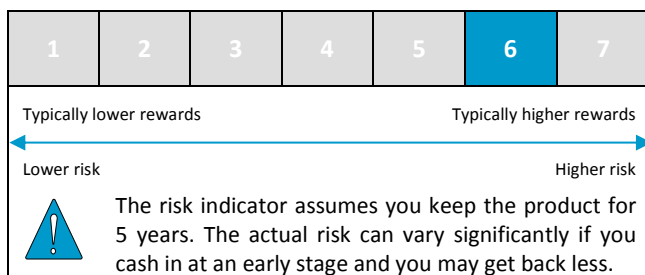 1 2 3 4 5 6 7
Typically lower rewards Typically higher rewards
Lower risk Higher risk
The risk indicator assumes you keep the product for
5 years. The actual risk can vary significantly if you
cash in at an early stage and you may get back less.